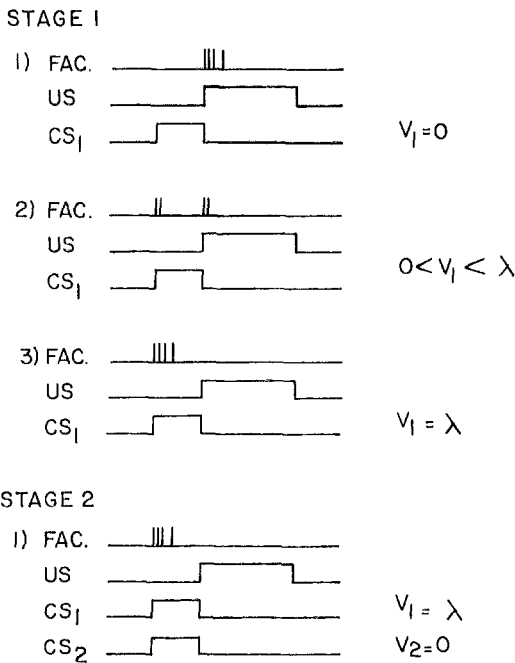 STAGE 1
1) FAC.
US
CS₁ V₁=0
2) FAC.
US
CS₁ 0<V₁<λ
3) FAC.
US
CS₁ V₁=λ
STAGE 2
1) FAC.
US
CS₁ V₁=λ
CS₂ V₂=0